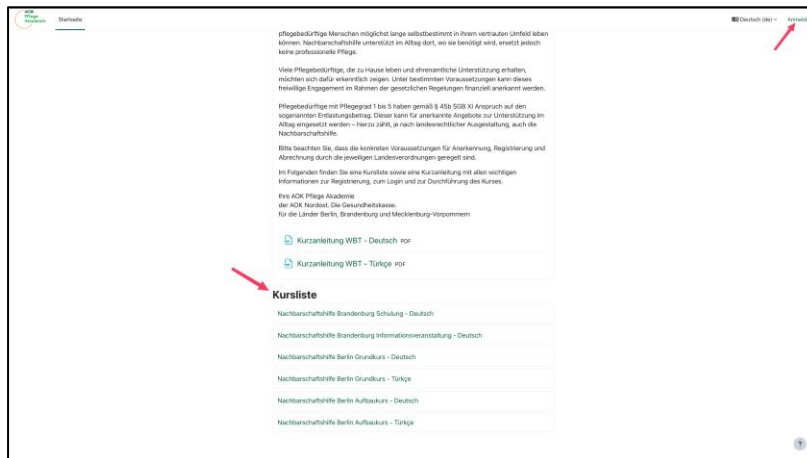 AOK
Pflege
Akademie
Startseite
Deutsch (de)
Anmeld
pflegebedürftige Menschen möglichst lange selbstbestimmt in ihrem vertrauten Umfeld leben
können. Nachbarschaftshilfe unterstützt im Alltag dort, wo sie benötigt wird, ersetzt jedoch
keine professionelle Pflege.
Viele Pflegebedürftige, die zu Hause leben und ehrenamtliche Unterstützung erhalten,
möchten sich dafür erkenntlich zeigen. Unter bestimmten Voraussetzungen kann dieses
freiwillige Engagement im Rahmen der gesetzlichen Regelungen finanziell anerkannt werden.
Pflegebedürftige mit Pflegegrad 1 bis 5 haben gemäß § 45b SGB XI Anspruch auf den
sogenannten Entlastungsbetrag. Dieser kann für anerkannte Angebote zur Unterstützung im
Alltag eingesetzt werden – hierzu zählt, je nach landesrechtlicher Ausgestaltung, auch die
Nachbarschaftshilfe.
Bitte beachten Sie, dass die konkreten Voraussetzungen für Anerkennung, Registrierung und
Abrechnung durch die jeweiligen Landesverordnungen geregelt sind.
Im Folgenden finden Sie eine Kursliste sowie eine Kurzanleitung mit allen wichtigen
Informationen zur Registrierung, zum Login und zur Durchführung des Kurses.
Ihre AOK Pflege Akademie
der AOK Nordost. Die Gesundheitskasse.
für die Länder Berlin, Brandenburg und Mecklenburg-Vorpommern
Kurzanleitung WBT - Deutsch PDF
Kurzanleitung WBT - Türkçe PDF
Kursliste
Nachbarschaftshilfe Brandenburg Schulung - Deutsch
Nachbarschaftshilfe Brandenburg Informationsveranstaltung - Deutsch
Nachbarschaftshilfe Berlin Grundkurs - Deutsch
Nachbarschaftshilfe Berlin Grundkurs - Türkçe
Nachbarschaftshilfe Berlin Aufbaukurs - Deutsch
Nachbarschaftshilfe Berlin Aufbaukurs - Türkçe
?